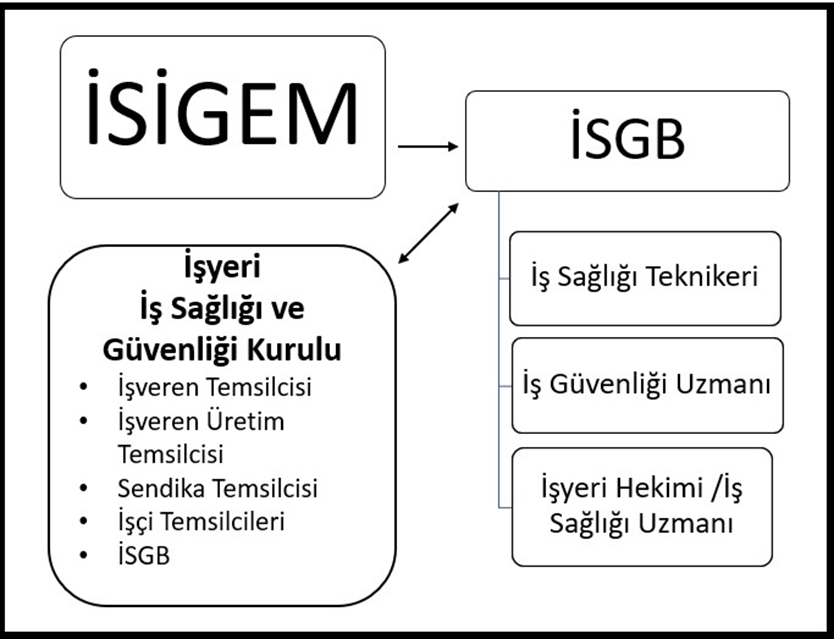 İSİGEM
İSGB
İşyeri
İş Sağlığı ve
Güvenliği Kurulu
• İşveren Temsilcisi
• İşveren Üretim
Temsilcisi
• Sendika Temsilcisi
• İşçi Temsilcileri
• İSGB
İş Sağlığı Teknikeri
İş Güvenliği Uzmanı
İşyeri Hekimi /İş
Sağlığı Uzmanı